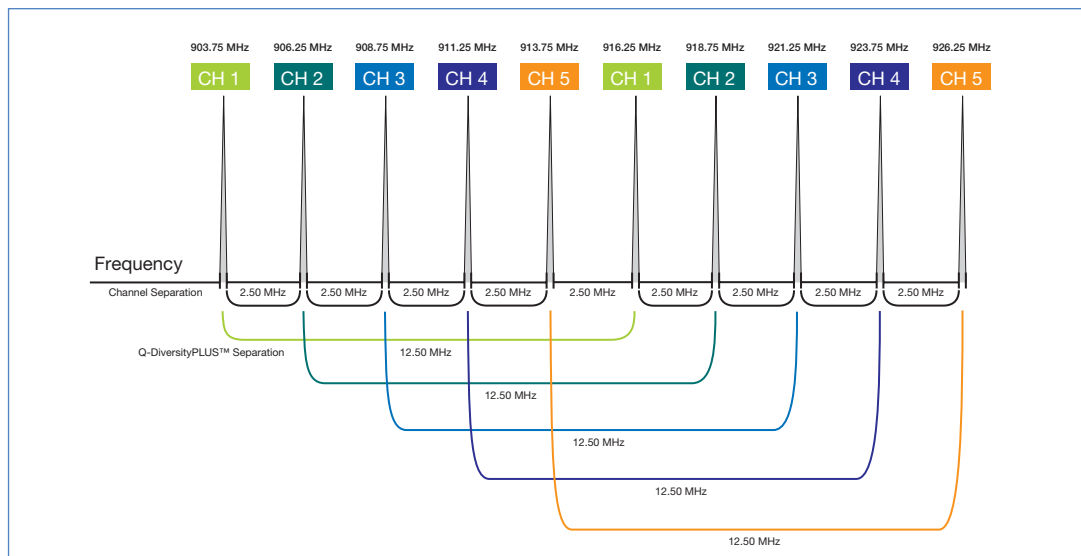 903.75 MHz 906.25 MHz 908.75 MHz 911.25 MHz 913.75 MHz 916.25 MHz 918.75 MHz 921.25 MHz 923.75 MHz 926.25 MHz
CH 1 CH 2 CH 3 CH 4 CH 5 CH 1 CH 2 CH 3 CH 4 CH 5
Frequency
Channel Separation 2.50 MHz 2.50 MHz 2.50 MHz 2.50 MHz 2.50 MHz 2.50 MHz 2.50 MHz 2.50 MHz 2.50 MHz
Q-DiversityPLUS™ Separation 12.50 MHz
12.50 MHz
12.50 MHz
12.50 MHz
12.50 MHz